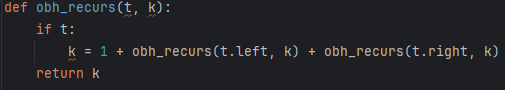 def obh_recurs(t, k):
    if t:
        k = 1 + obh_recurs(t.left, k) + obh_recurs(t.right, k)
    return k